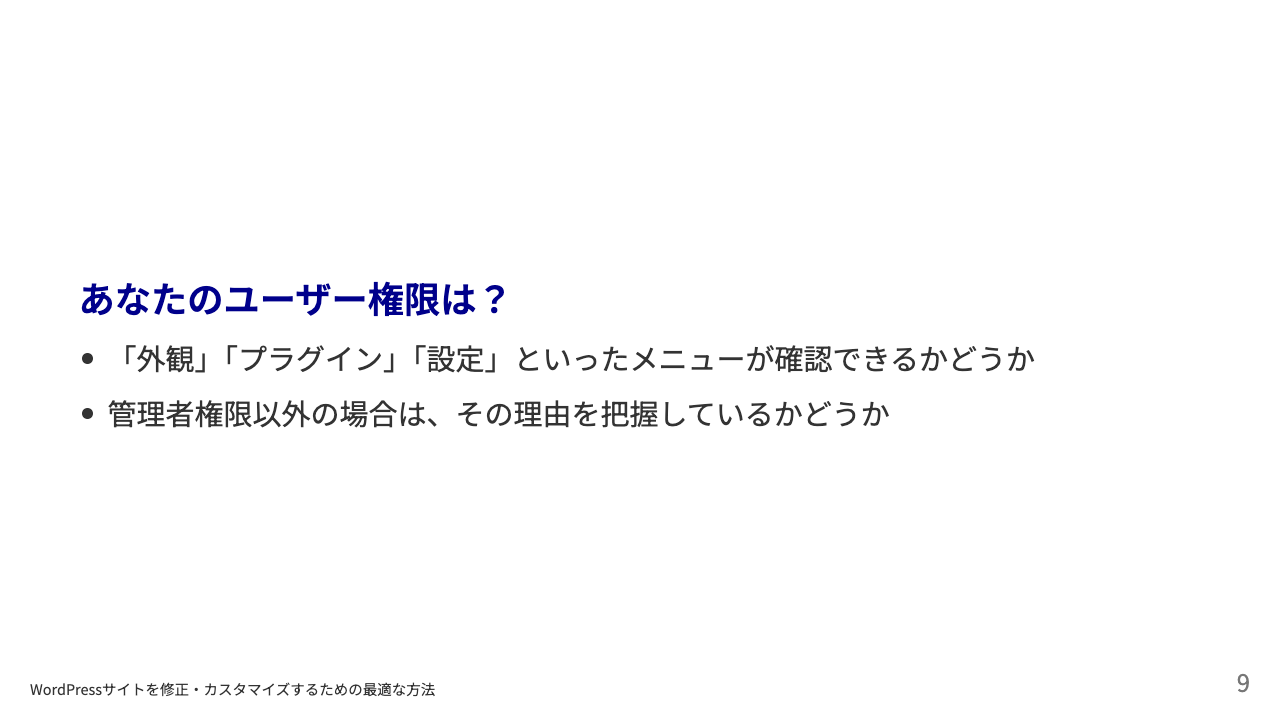 あなたのユーザー権限は？
• 「外観」「プラグイン」「設定」といったメニューが確認できるかどうか
• 管理者権限以外の場合は、その理由を把握しているかどうか
WordPressサイトを修正・カスタマイズするための最適な方法
9